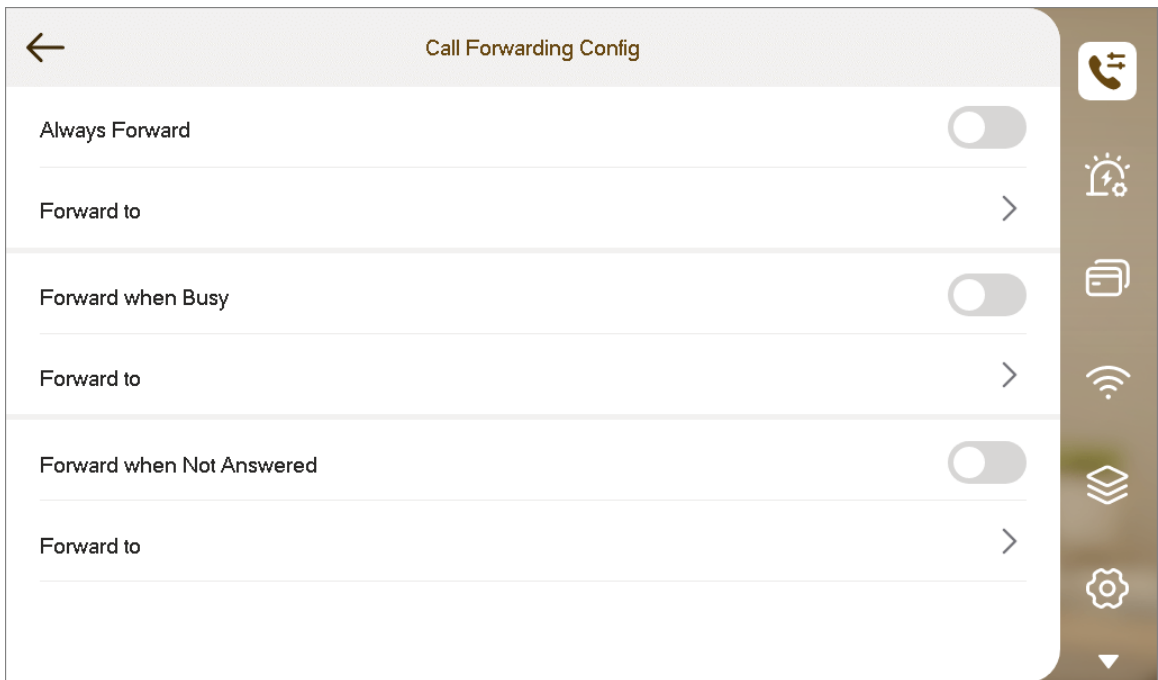 Call Forwarding Config
Always Forward
Forward to
Forward when Busy
Forward to
Forward when Not Answered
Forward to